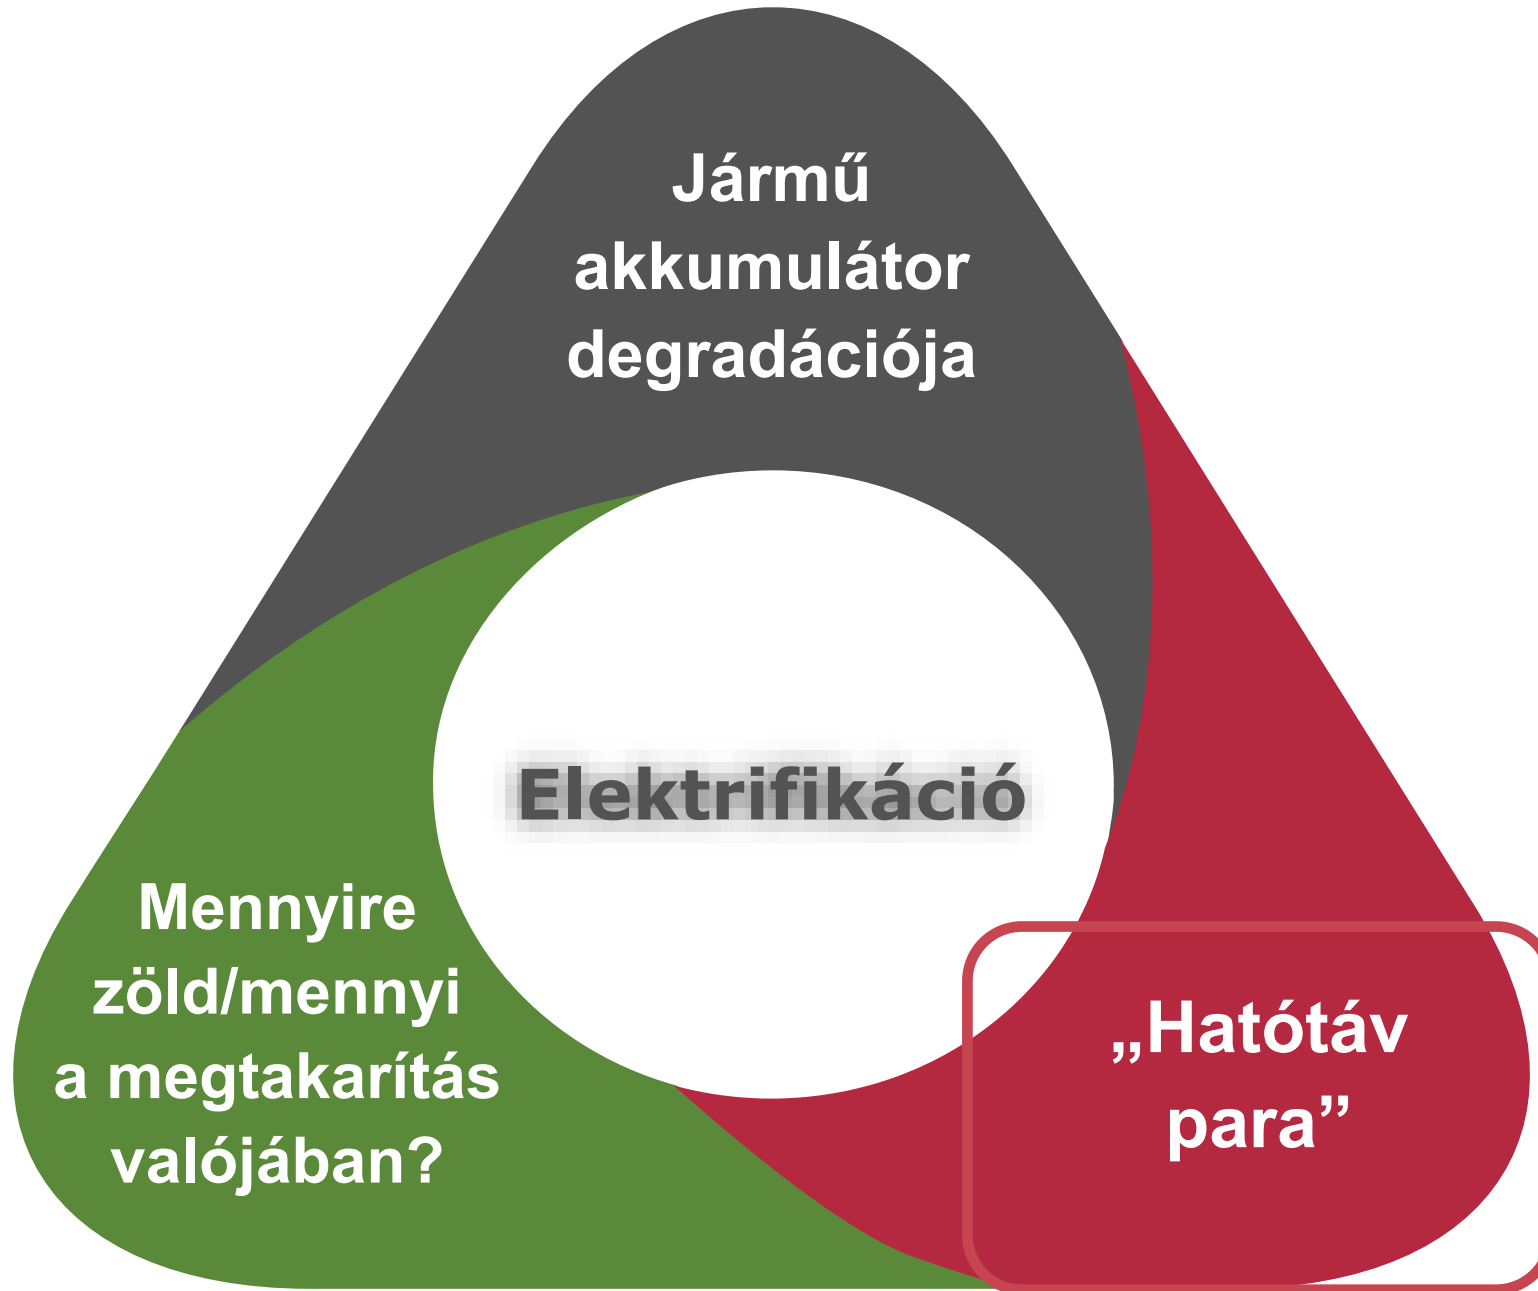 Jármű
akkumulátor
degradációja
Elektrifikáció
Mennyire
zöld/mennyi
a megtakarítás
valójában?
„Hatótáv
para”